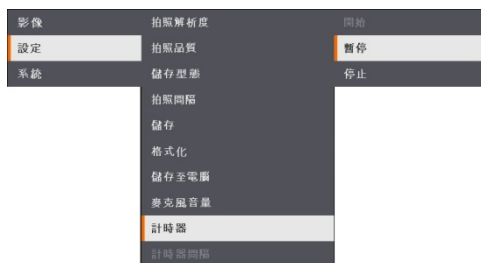 影像
設定
系統
拍照解析度
拍照品質
儲存型態
拍照間隔
儲存
格式化
儲存至電腦
麥克風音量
計時器
計時器間隔
開始
暫停
停止